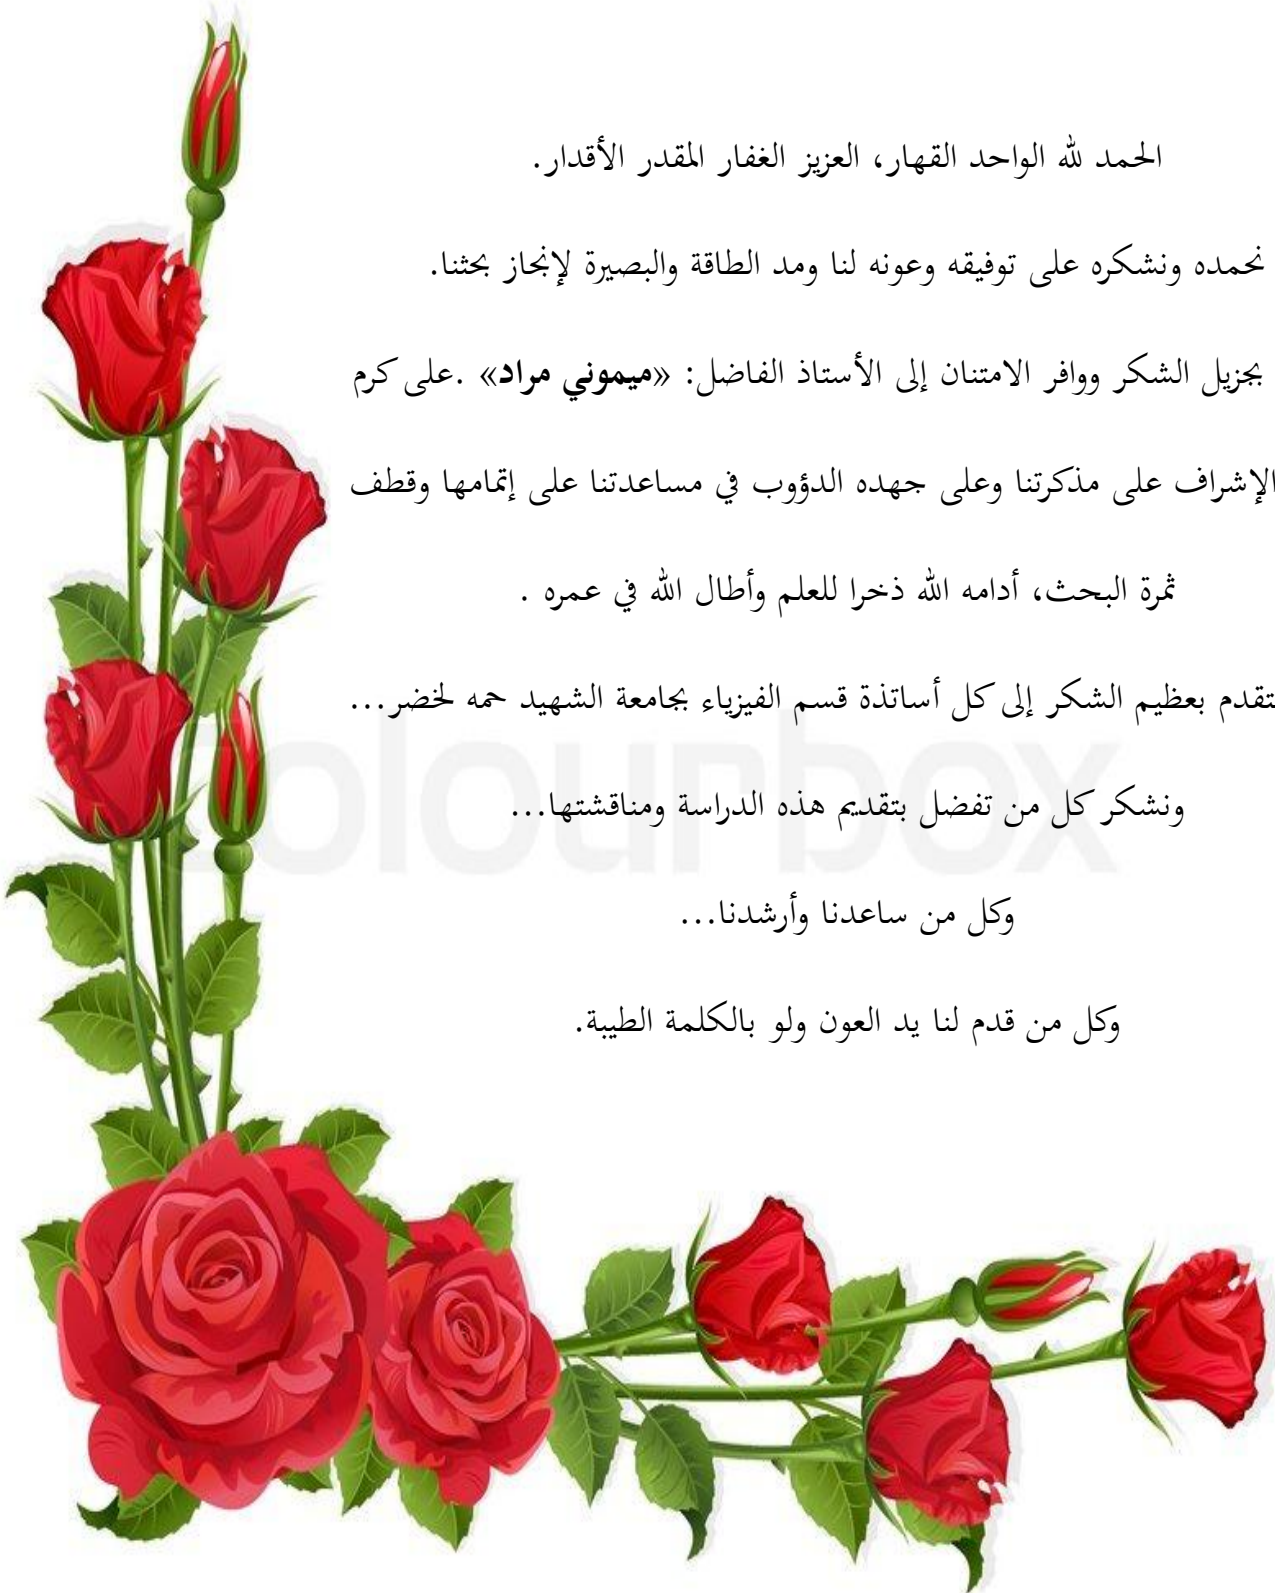 الحمد لله الواحد القهار، العزيز الغفار المقدر الأقدار.
نحمده ونشكره على توفيقه وعونه لنا ومد الطاقة والبصيرة لإنجاز بحثنا.
بجزيل الشكر ووافر الامتنان إلى الأستاذ الفاضل: «ميموني مراد» .على كرم
الإشراف على مذكرتنا وعلى جهده الدؤوب في مساعدتنا على إتمامها وقطف
ثمرة البحث، أدامه الله ذخرا للعلم وأطال الله في عمره .
تقدم بعظيم الشكر إلى كل أساتذة قسم الفيزياء بجامعة الشهيد حمه لخضر...
ونشكر كل من تفضل بتقديم هذه الدراسة ومناقشتها...
وكل من ساعدنا وأرشدنا...
وكل من قدم لنا يد العون ولو بالكلمة الطيبة.
colourbox